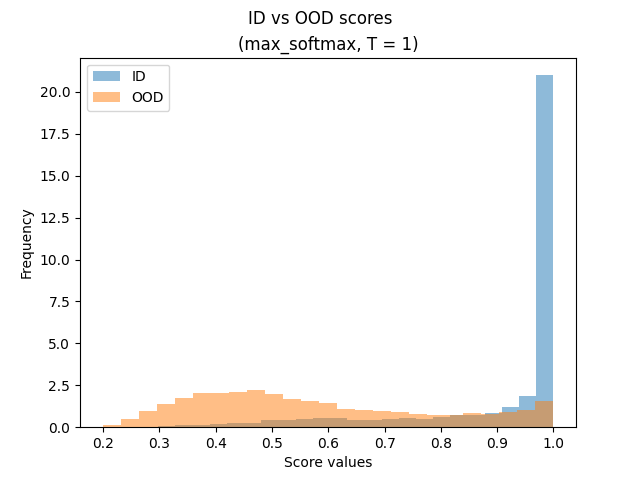 ID vs OOD scores
(max_softmax, T = 1)
ID
OOD
20.0
17.5
15.0
12.5
10.0
7.5
5.0
2.5
0.0
Frequency
0.2 0.3 0.4 0.5 0.6 0.7 0.8 0.9 1.0
Score values